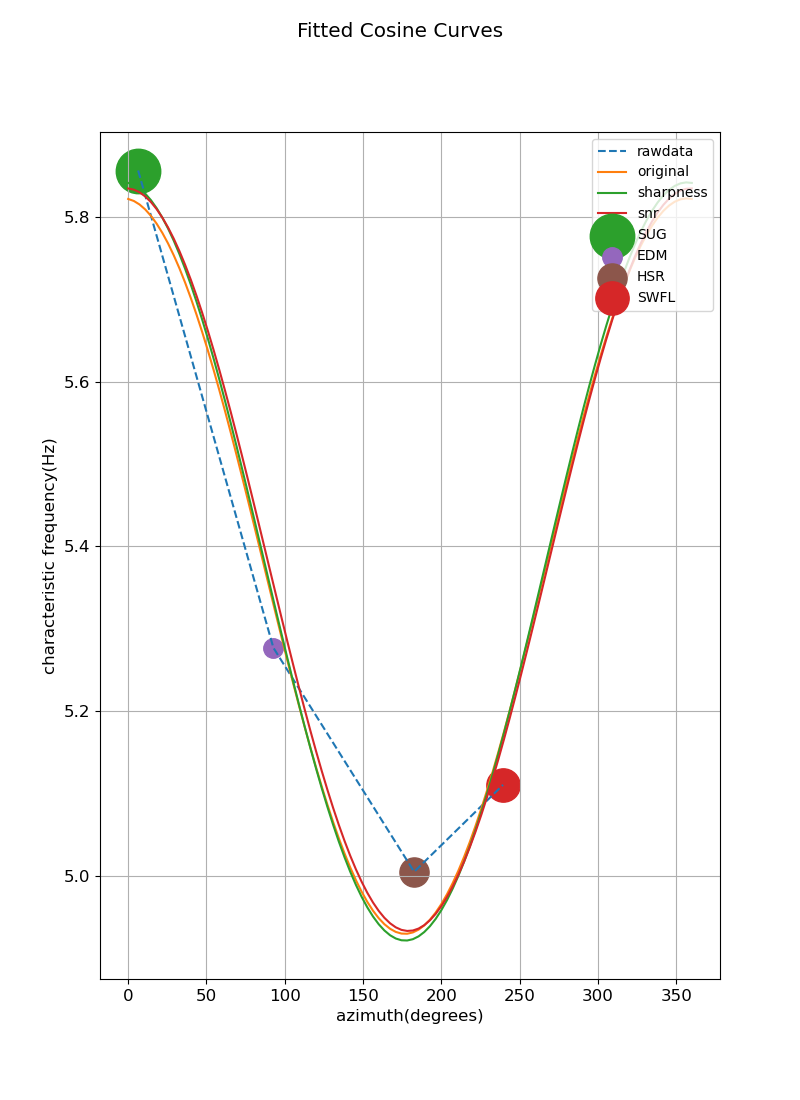 Fitted Cosine Curves
rawdata
original
sharpness
snr
SUG
EDM
HSR
SWFL
5.8
5.6
5.4
5.2
5.0
characteristic frequency(Hz)
0 50 100 150 200 250 300 350
azimuth(degrees)